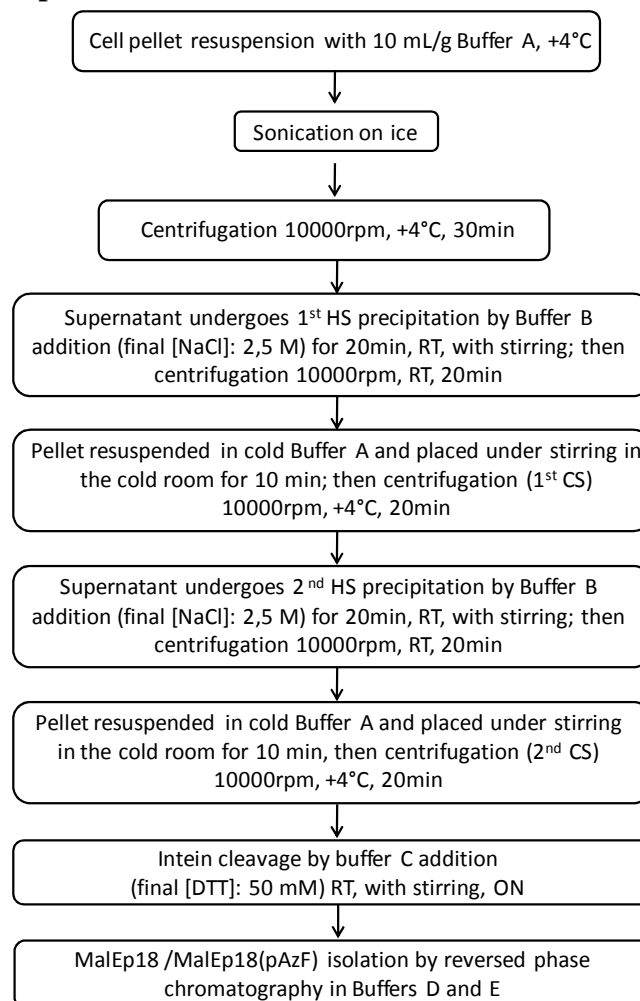 Cell pellet resuspension with 10 mL/g Buffer A, +4°C
Sonication on ice
Centrifugation 10000rpm, +4°C, 30min
Supernatant undergoes 1st HS precipitation by Buffer B
addition (final [NaCl]: 2,5 M) for 20min, RT, with stirring; then
centrifugation 10000rpm, RT, 20min
Pellet resuspended in cold Buffer A and placed under stirring in
the cold room for 10 min; then centrifugation (1st CS)
10000rpm, +4°C, 20min
Supernatant undergoes 2nd HS precipitation by Buffer B
addition (final [NaCl]: 2,5 M) for 20min, RT, with stirring; then
centrifugation 10000rpm, RT, 20min
Pellet resuspended in cold Buffer A and placed under stirring
in the cold room for 10 min, then centrifugation (2nd CS)
10000rpm, +4°C, 20min
Intein cleavage by buffer C addition
(final [DTT]: 50 mM) RT, with stirring, ON
MalEp18 /MalEp18(pAzF) isolation by reversed phase
chromatography in Buffers D and E